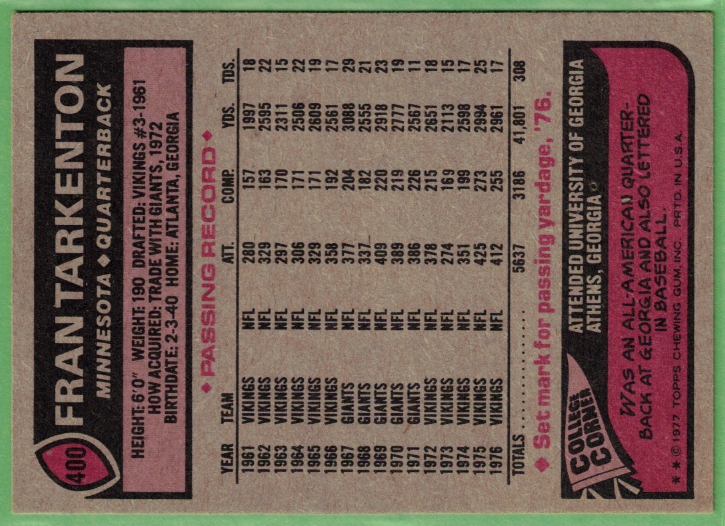 400
FRAN TARKENTON
MINNESOTA ◆ QUARTERBACK
HEIGHT: 6'0" WEIGHT: 190 DRAFTED: VIKINGS #3-1961
HOW ACQUIRED: TRADE WITH GIANTS, 1972
BIRTHDATE: 2-3-40 HOME: ATLANTA, GEORGIA
◆ PASSING RECORD ◆
YEAR TEAM ATT. COMP. YDS. TDS.
1961 VIKINGS NFL 280 157 1997 18
1962 VIKINGS NFL 329 163 2595 22
1963 VIKINGS NFL 297 170 2311 15
1964 VIKINGS NFL 306 171 2506 22
1965 VIKINGS NFL 329 171 2609 19
1966 VIKINGS NFL 358 192 2561 17
1967 GIANTS NFL 377 204 3088 29
1968 GIANTS NFL 337 182 2555 21
1969 GIANTS NFL 409 220 2918 23
1970 GIANTS NFL 389 219 2777 19
1971 GIANTS NFL 386 226 2567 11
1972 VIKINGS NFL 378 215 2651 18
1973 VIKINGS NFL 274 169 2113 15
1974 VIKINGS NFL 351 199 2598 17
1975 VIKINGS NFL 425 273 2994 25
1976 VIKINGS NFL 412 255 2961 17
TOTALS ............ 5637 3186 41,801 308
◆ Set mark for passing yardage, '76.
COLLEGE
CORNER
ATTENDED UNIVERSITY OF GEORGIA
ATHENS, GEORGIA
WAS AN ALL-AMERICAN QUARTER-
BACK AT GEORGIA AND ALSO LETTERED
IN BASEBALL.
★ ★ © 1977 TOPPS CHEWING GUM, INC. PRTD. IN U.S.A.